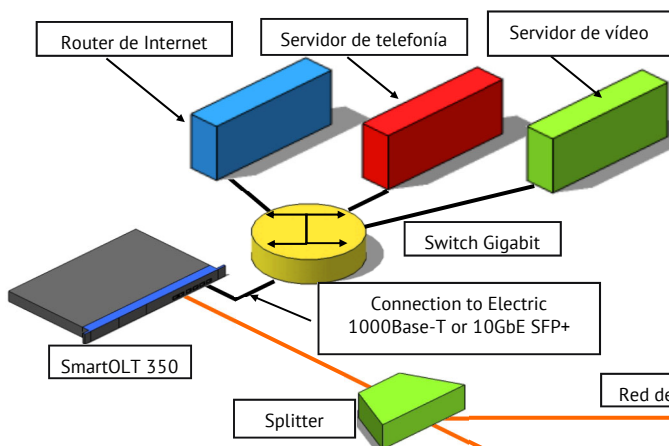 Router de Internet
Servidor de telefonía
Servidor de vídeo
Switch Gigabit
Connection to Electric
1000Base-T or 10GbE SFP+
SmartOLT 350
Splitter
Red de